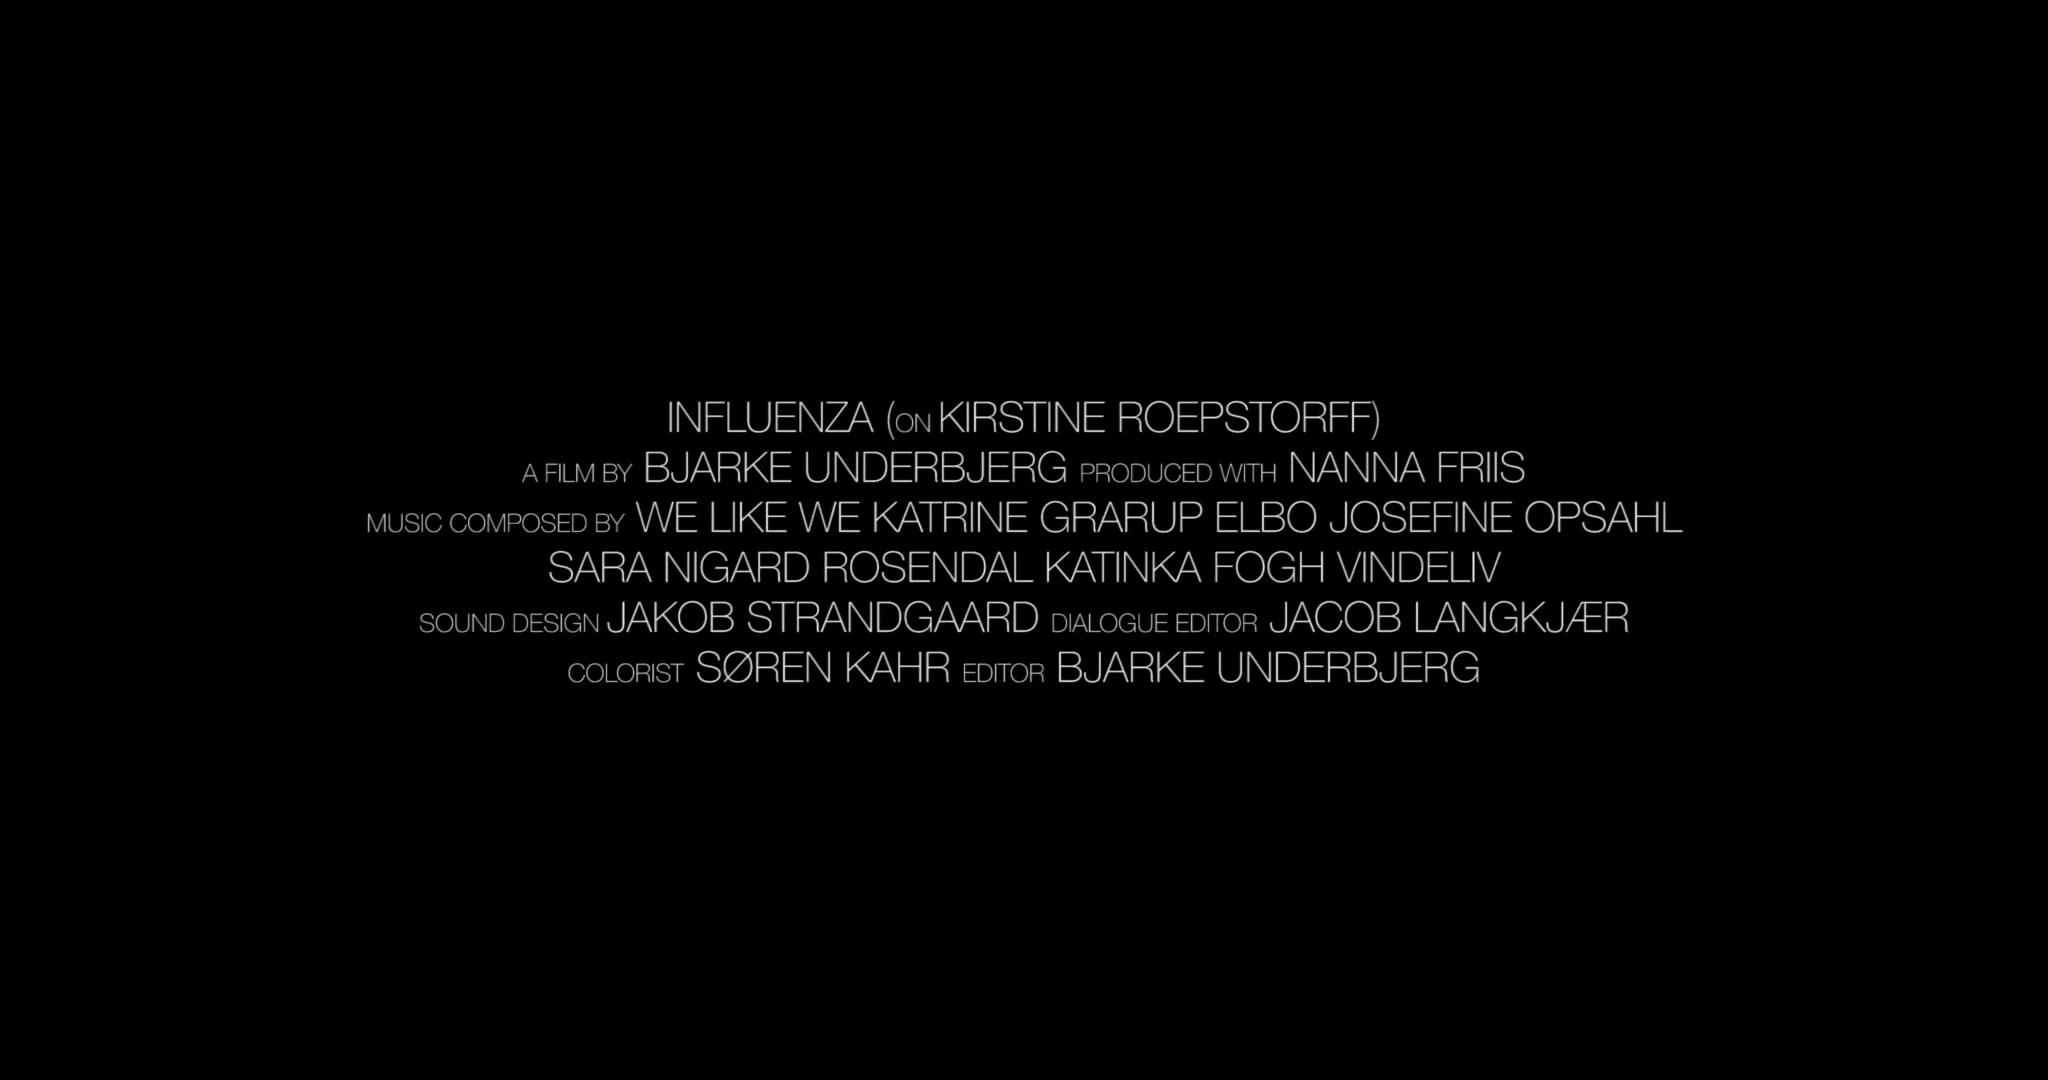 INFLUENZA (ON KIRSTINE ROEPSTORFF)
A FILM BY BJARKE UNDERBJERG PRODUCED WITH NANNA FRIIS
MUSIC COMPOSED BY WE LIKE WE KATRINE GRARUP ELBO JOSEFINE OPSAHL
SARA NIGARD ROSENDAL KATINKA FOGH VINDELIV
SOUND DESIGN JAKOB STRANDGAARD DIALOGUE EDITOR JACOB LANGKJÆR
COLORIST SØREN KAHR EDITOR BJARKE UNDERBJERG